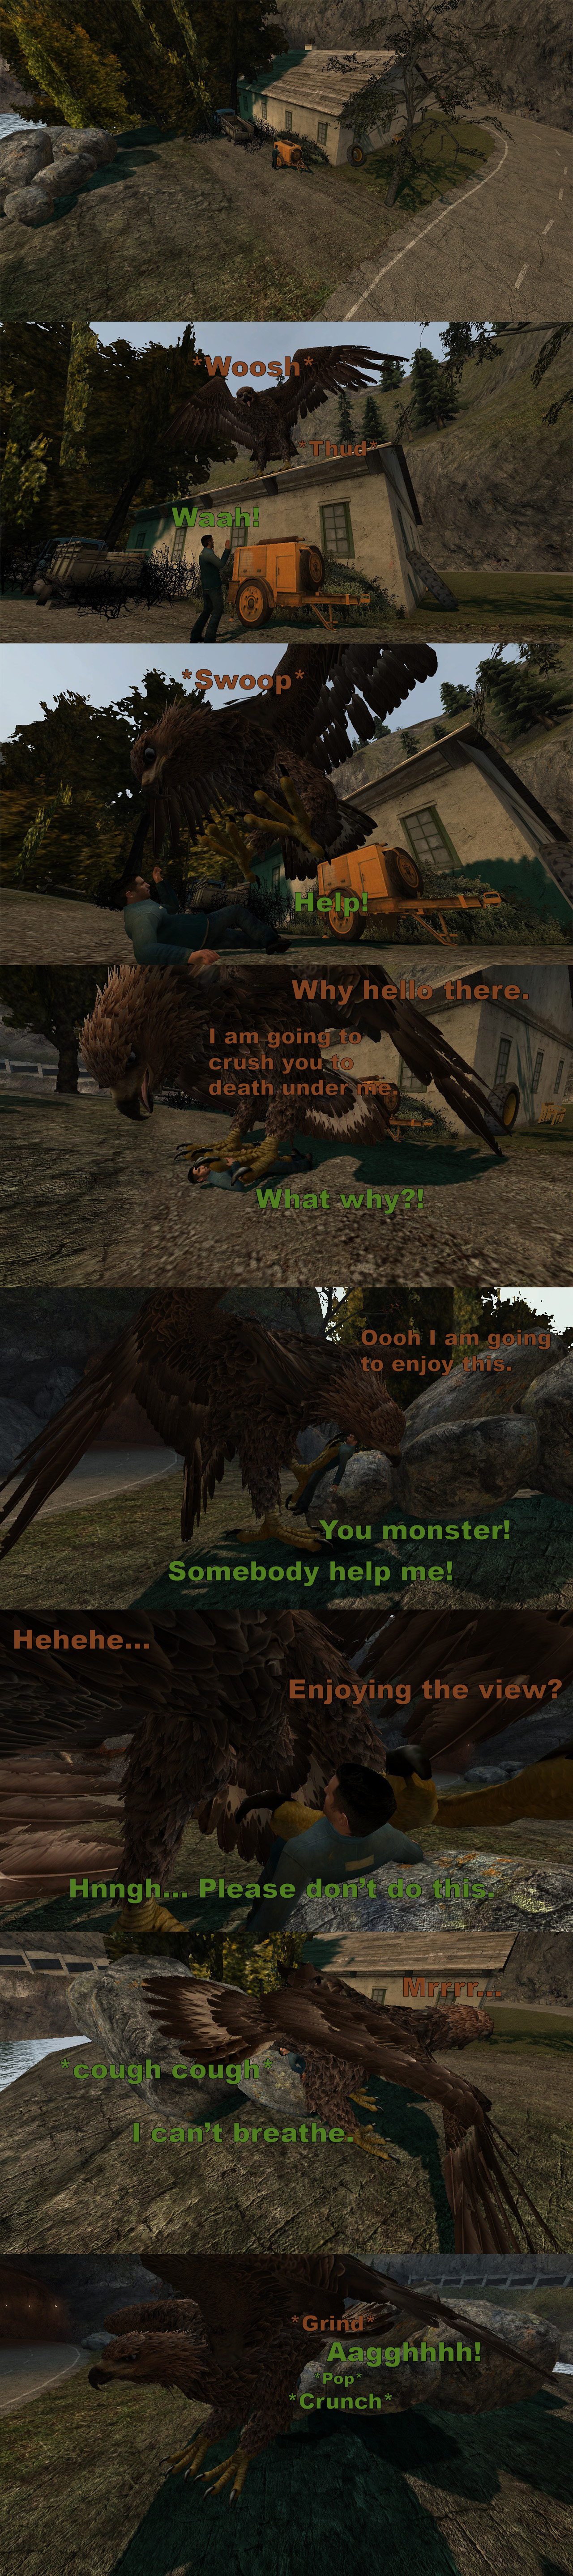 *Woosh*
*Thud*
Waah!
*Swoop*
Help!
Why hello there.
I am going to
crush you to
death under me.
What why?!
Oooh I am going
to enjoy this.
You monster!
Somebody help me!
Hehehe...
Enjoying the view?
Hnngh... Please don't do this.
Mrrrr...
*cough cough*
I can't breathe.
*Grind*
Aagghhhh!
*Pop*
*Crunch*